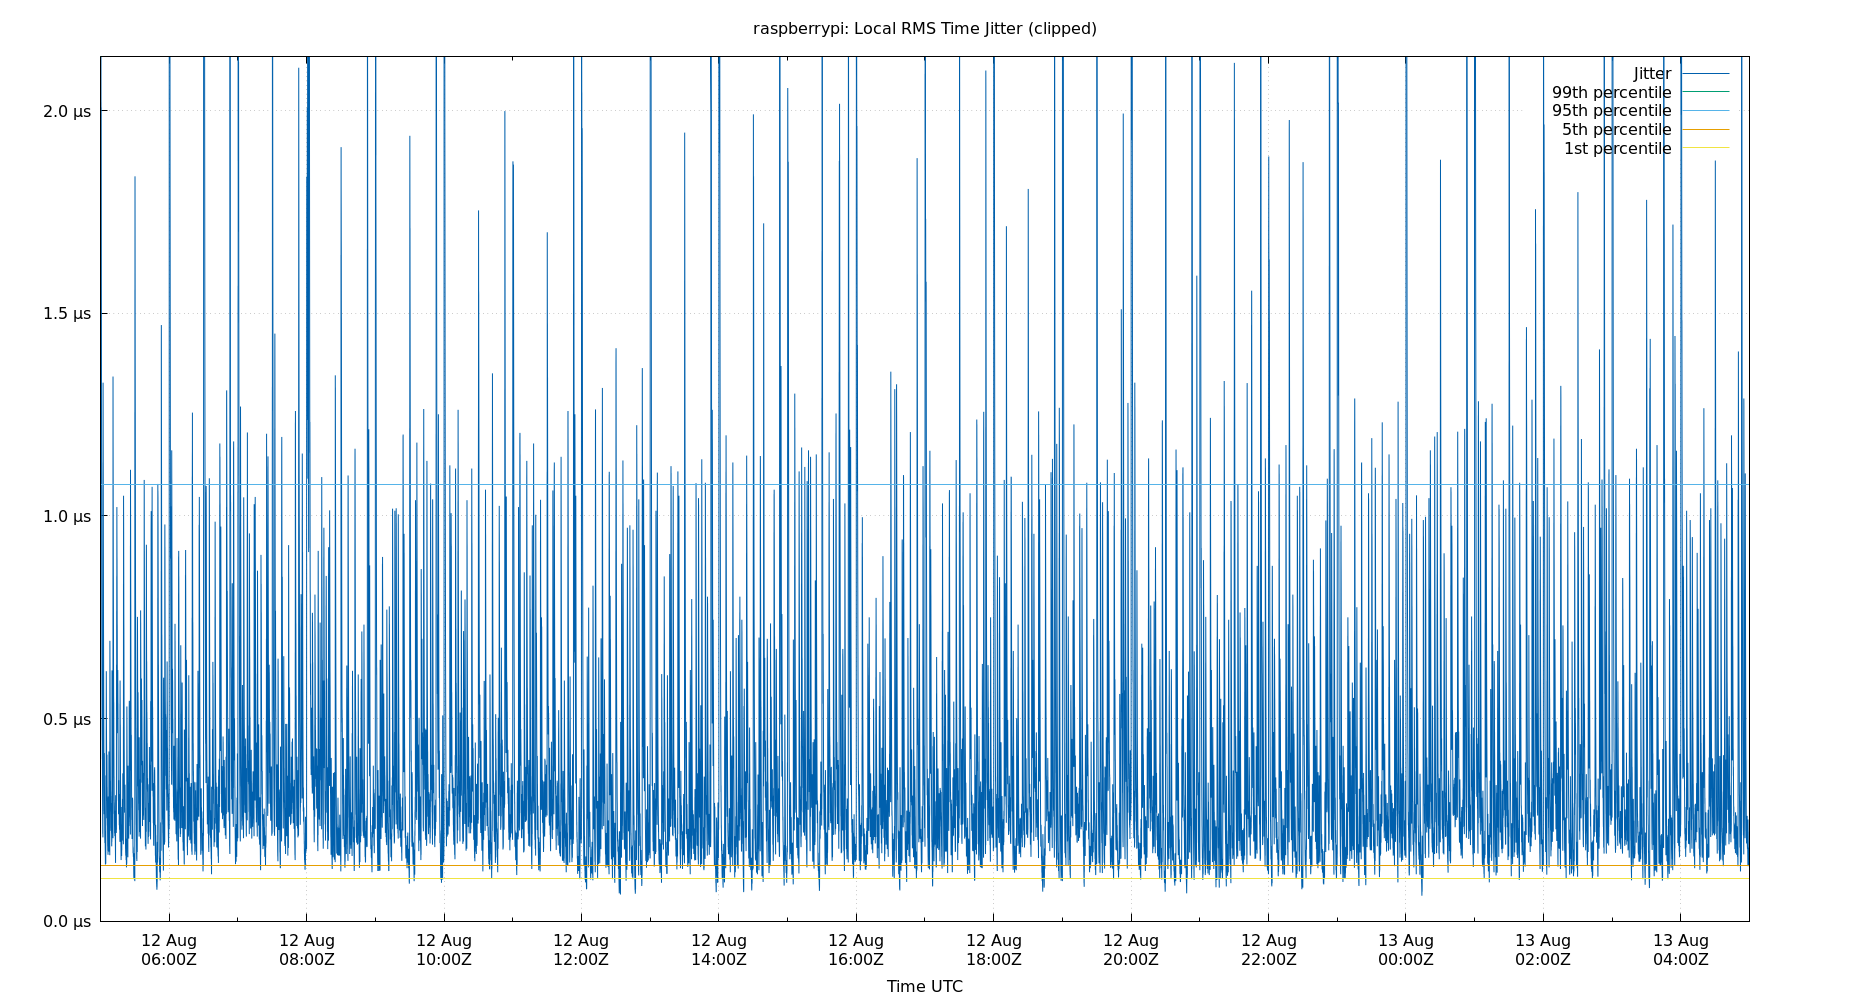 raspberrypi: Local RMS Time Jitter (clipped)
Jitter
99th percentile
95th percentile
5th percentile
1st percentile
2.0 µs
1.5 µs
1.0 µs
0.5 µs
0.0 µs
12 Aug 12 Aug 12 Aug 12 Aug 12 Aug 12 Aug 12 Aug 12 Aug 12 Aug 13 Aug 13 Aug 13 Aug
06:00Z 08:00Z 10:00Z 12:00Z 14:00Z 16:00Z 18:00Z 20:00Z 22:00Z 00:00Z 02:00Z 04:00Z
Time UTC